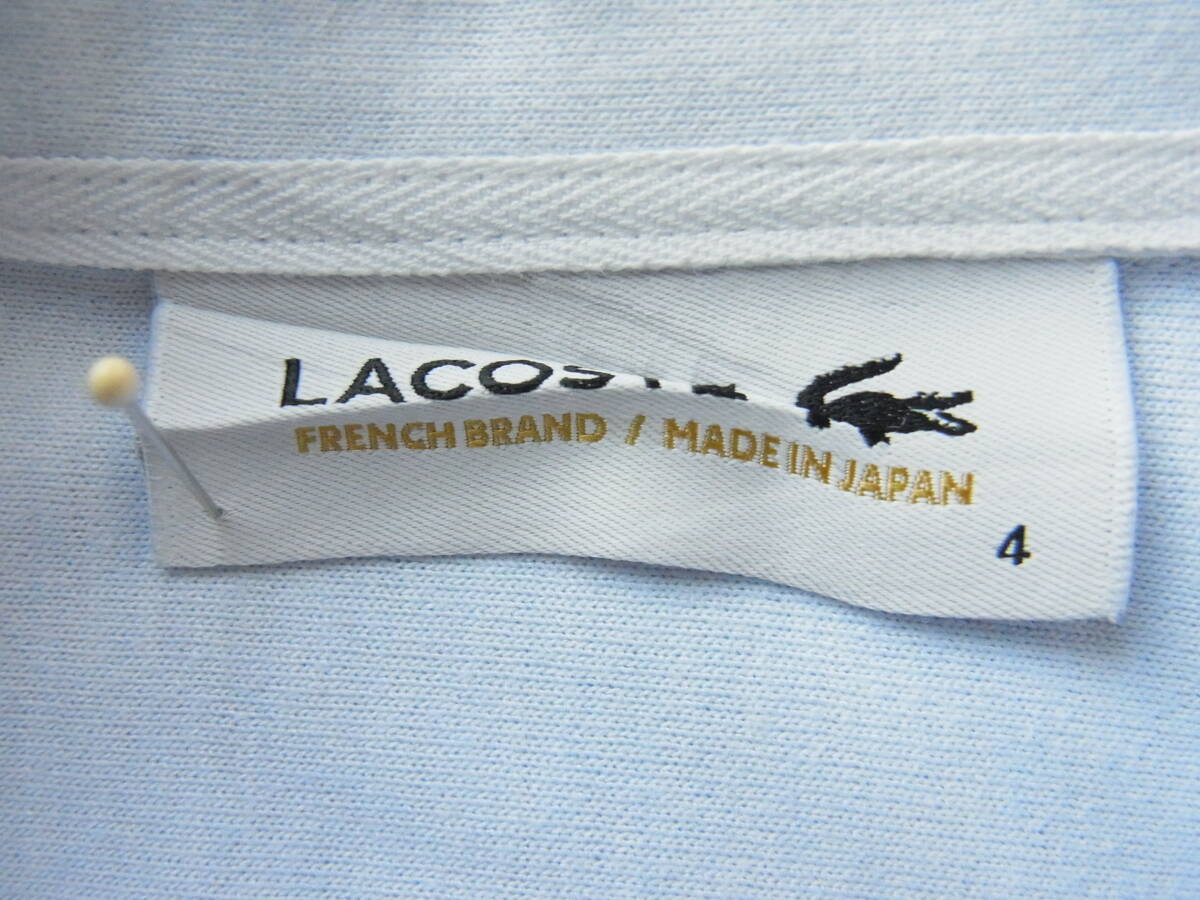 LACOSTE
FRENCH BRAND / MADE IN JAPAN
4